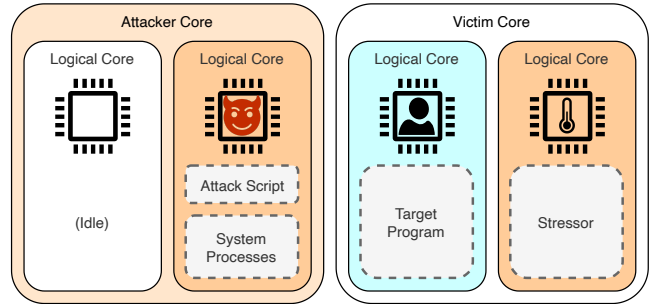 Attacker Core
Victim Core
Logical Core
Logical Core
Logical Core
Logical Core
(Idle)
Attack Script
System
Processes
Target
Program
Stressor